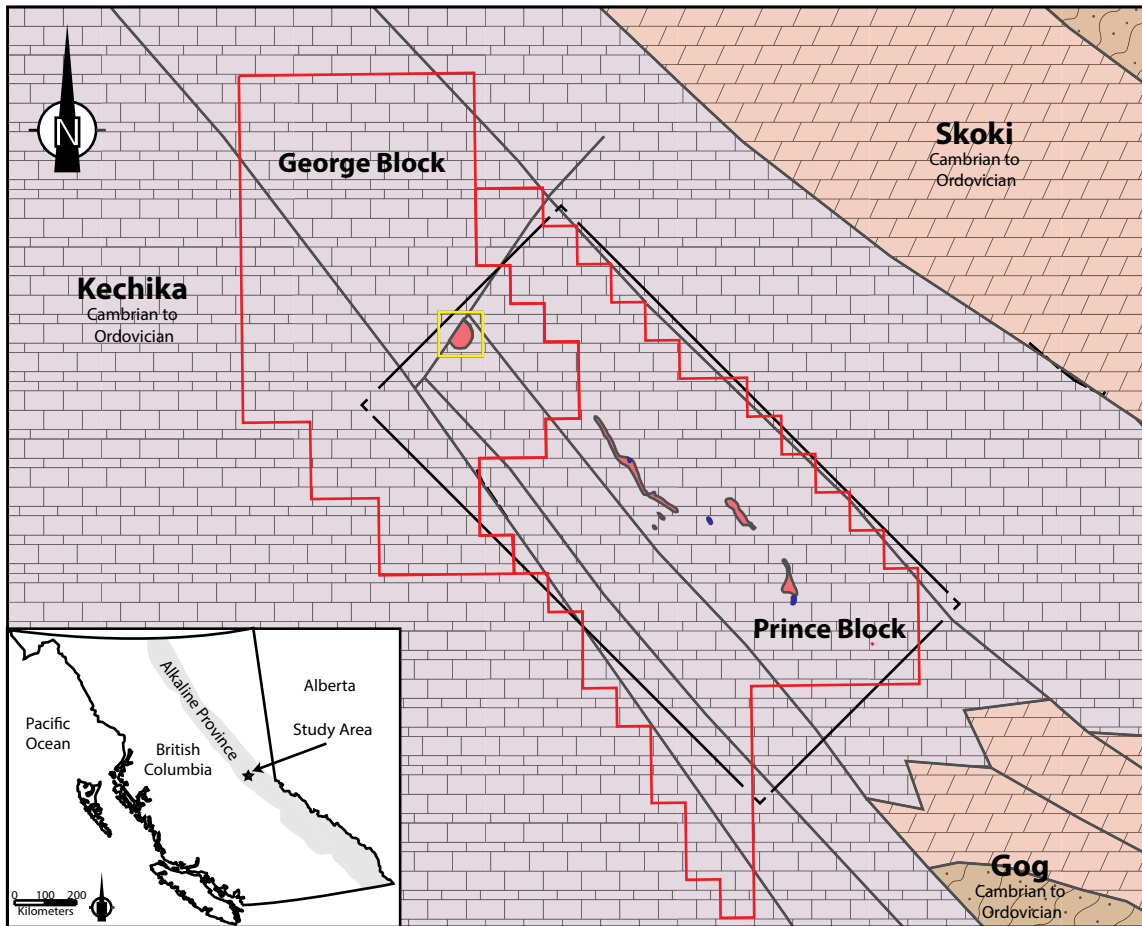 N
George Block
Skoki
Cambrian to
Ordovician
Kechika
Cambrian to
Ordovician
Prince Block
Gog
Cambrian to
Ordovician
Alkaline Province
Alberta
Pacific
Ocean
Study Area
British
Columbia
0 100 200
Kilometers
N